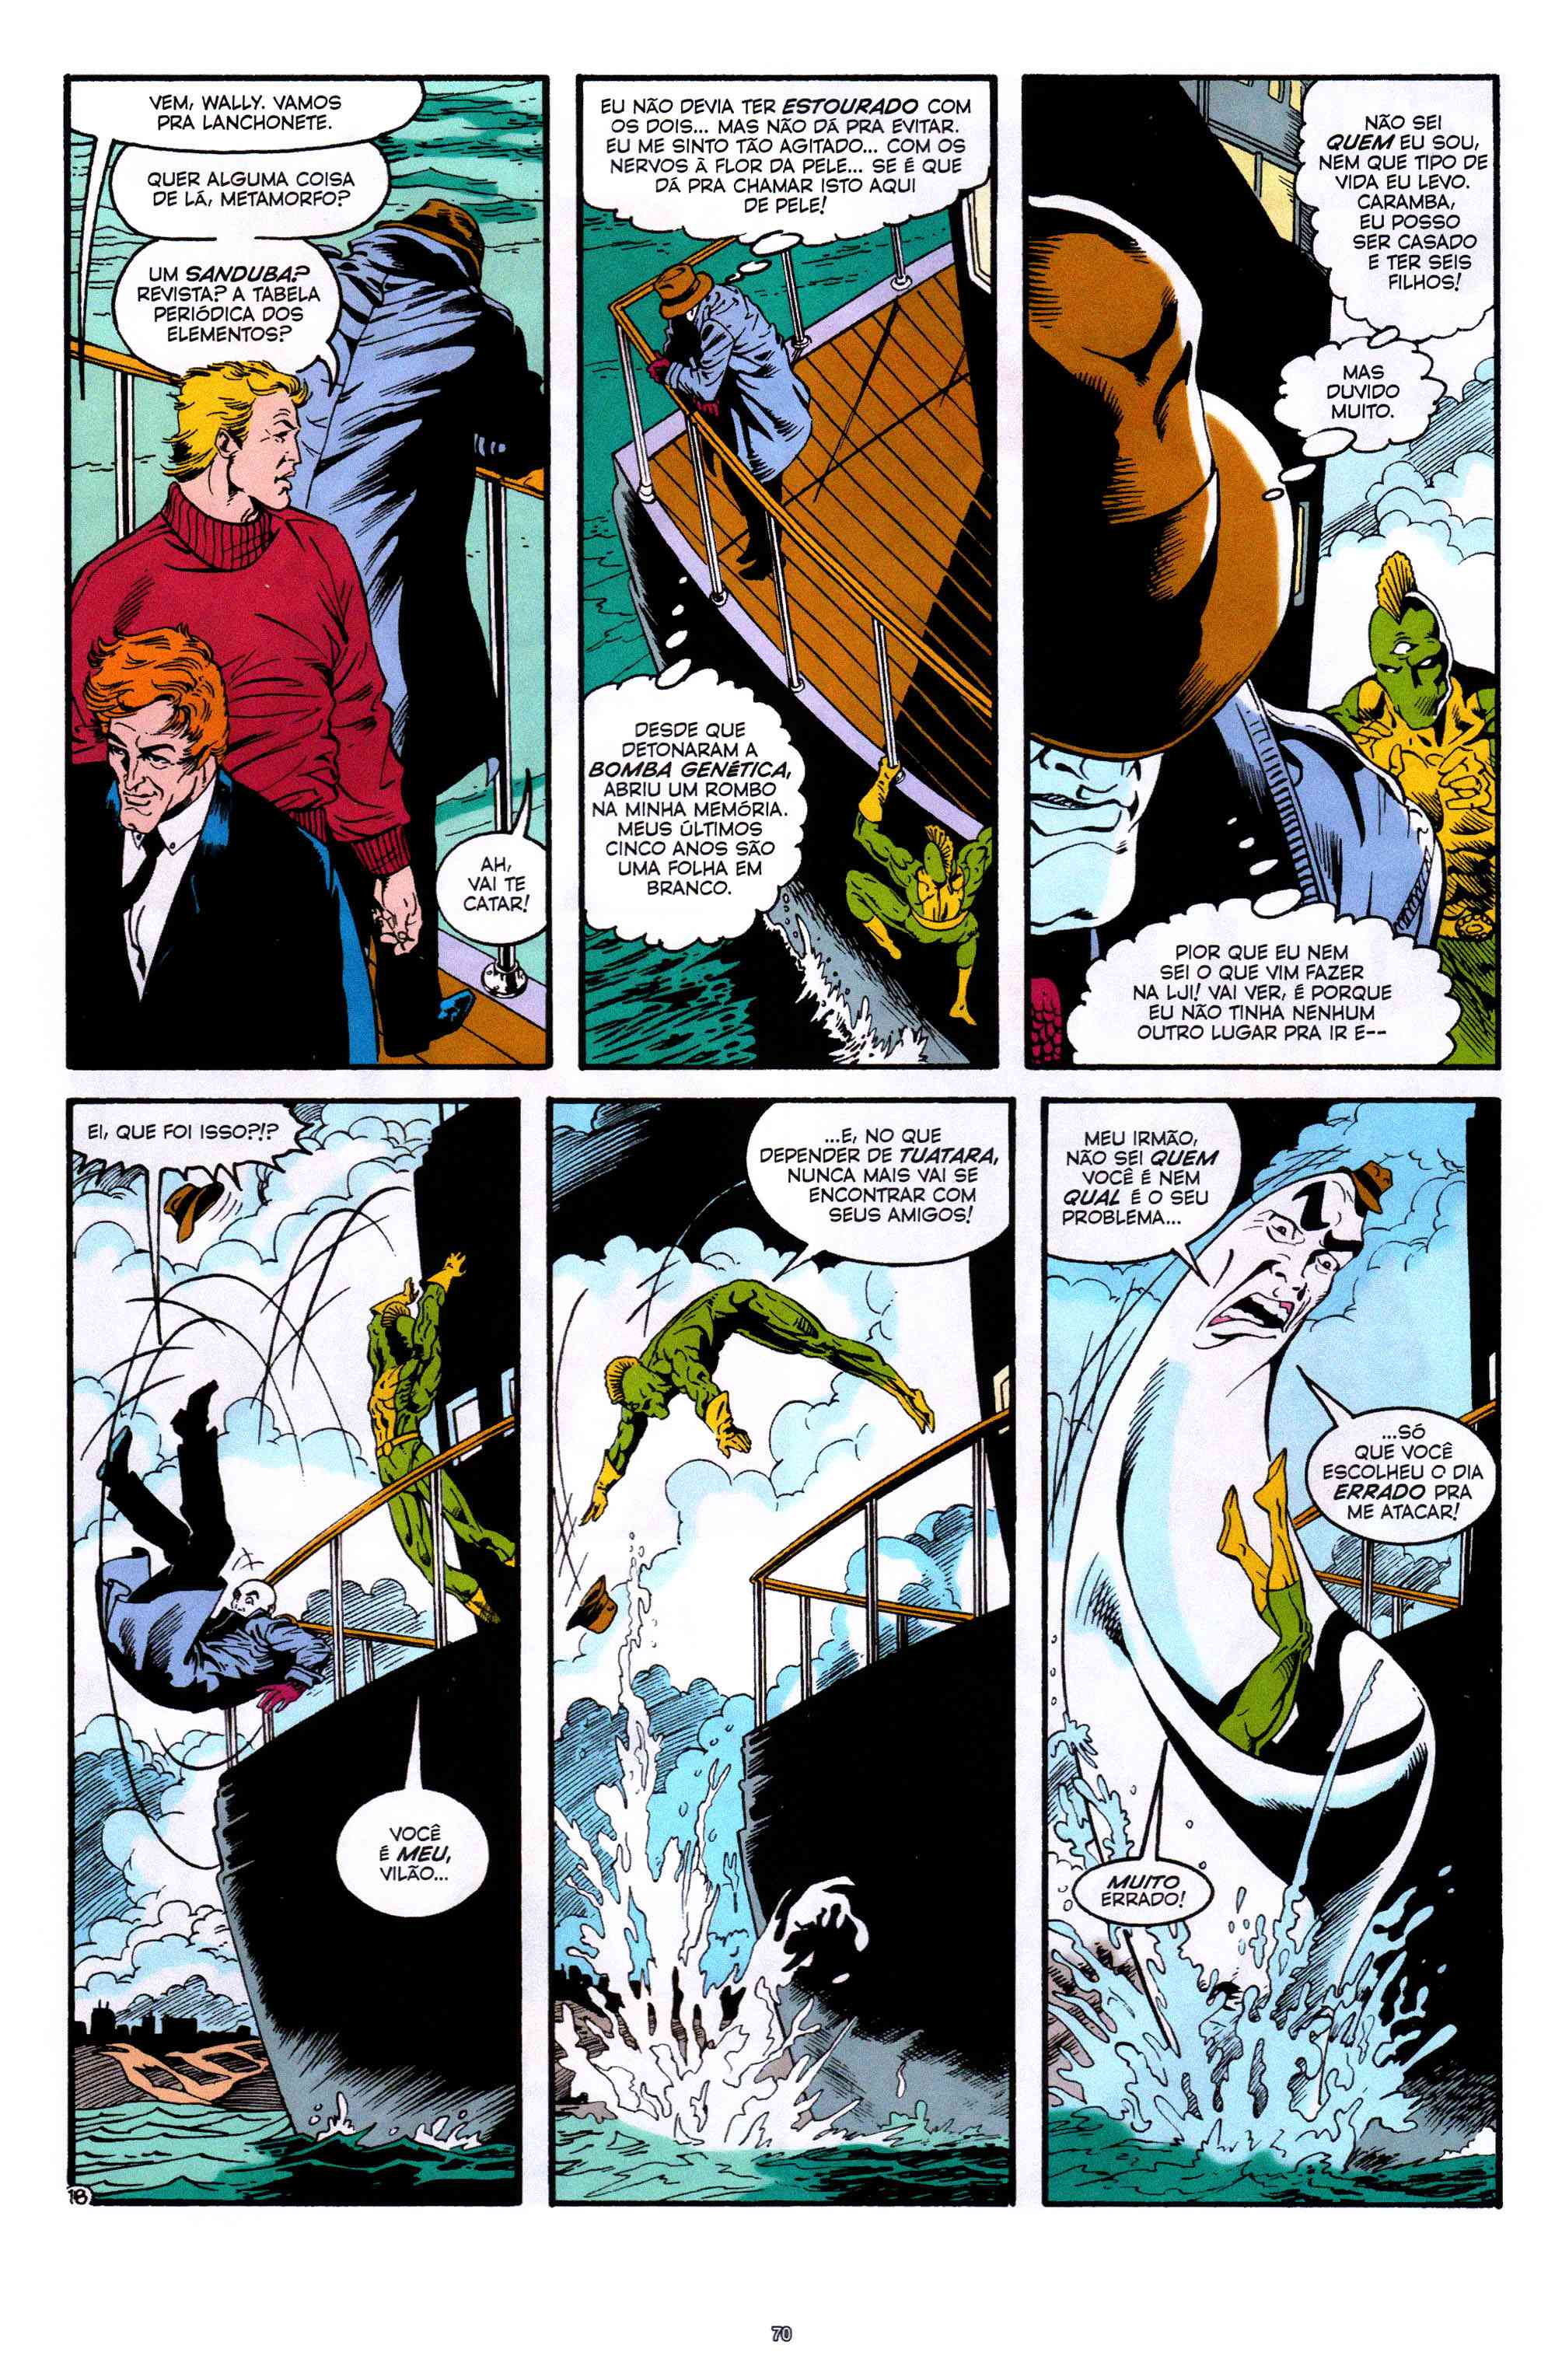 VEM, WALLY. VAMOS
PRA LANCHONETE.
QUER ALGUMA COISA
DE LÁ, METAMORFO?
UM SANDUBA?
REVISTA? A TABELA
PERIÓDICA DOS
ELEMENTOS?
AH,
VAI TE
CATAR!
EU NÃO DEVIA TER ESTOURADO COM
OS DOIS... MAS NÃO DÁ PRA EVITAR.
EU ME SINTO TÃO AGITADO... COM OS
NERVOS À FLOR DA PELE... SE É QUE
DÁ PRA CHAMAR ISTO AQUI
DE PELE!
DESDE QUE
DETONARAM A
BOMBA GENÉTICA,
ABRIU UM ROMBO
NA MINHA MEMÓRIA.
MEUS ÚLTIMOS
CINCO ANOS SÃO
UMA FOLHA EM
BRANCO.
NÃO SEI
QUEM EU SOU,
NEM QUE TIPO DE
VIDA EU LEVO.
CARAMBA,
EU POSSO
SER CASADO
E TER SEIS
FILHOS!
MAS
DUVIDO
MUITO.
PIOR QUE EU NEM
SEI O QUE VIM FAZER
NA LJI! VAI VER, É PORQUE
EU NÃO TINHA NENHUM
OUTRO LUGAR PRA IR E--
EI, QUE FOI ISSO?!?
VOCÊ
É MEU,
VILÃO...
...E, NO QUE
DEPENDER DE TUATARA,
NUNCA MAIS VAI SE
ENCONTRAR COM
SEUS AMIGOS!
MEU IRMÃO,
NÃO SEI QUEM
VOCÊ É NEM
QUAL É O SEU
PROBLEMA...
...SÓ
QUE VOCÊ
ESCOLHEU O DIA
ERRADO PRA
ME ATACAR!
MUITO
ERRADO!
18
70